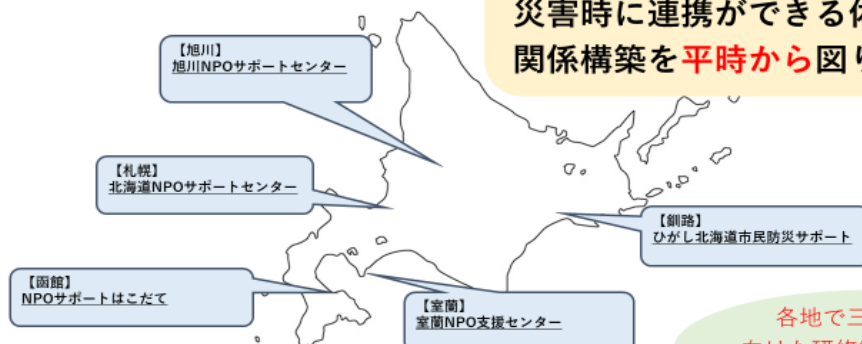 災害時に連携ができる
関係構築を平時から図り
【旭川】
旭川NPOサポートセンター
【札幌】
北海道NPOサポートセンター
【釧路】
ひがし北海道市民防災サポート
【函館】
NPOサポートはこだて
【室蘭】
室蘭NPO支援センター
各地で三